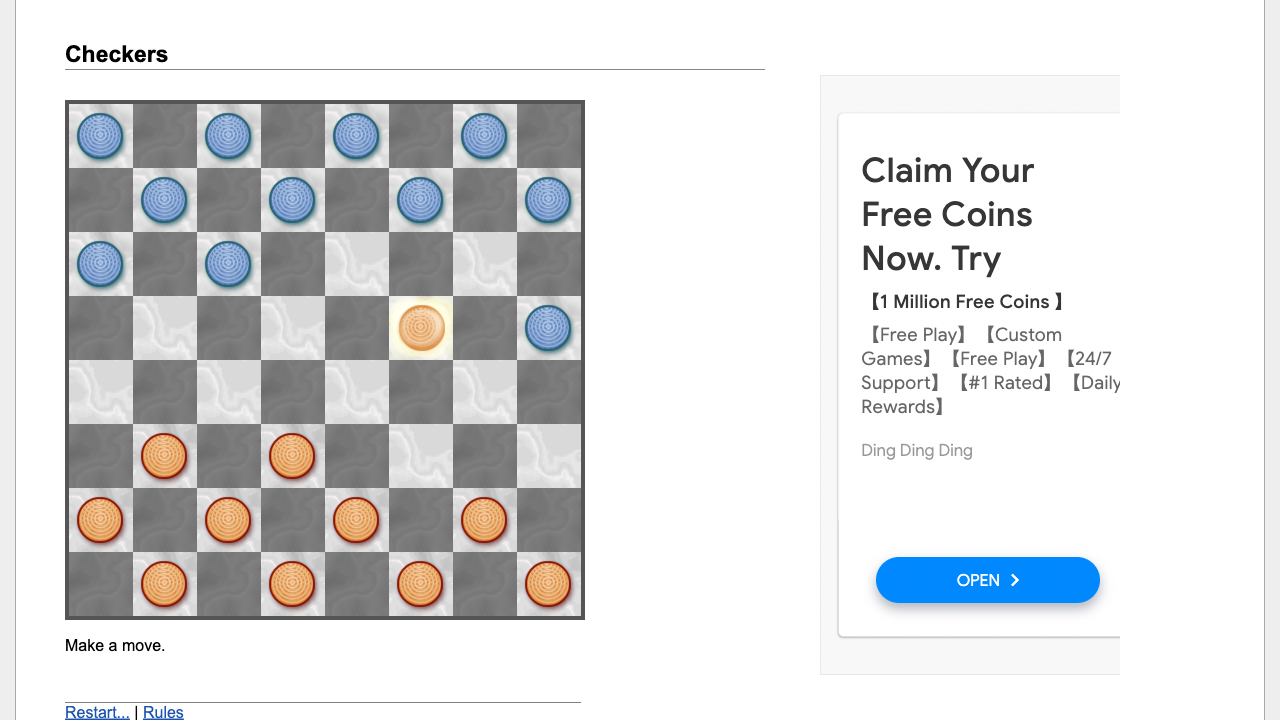 Checkers
Make a move.
Restart... | Rules
Claim Your
Free Coins
Now. Try
【1 Million Free Coins 】
【Free Play】【Custom
Games】【Free Play】【24/7
Support】【#1 Rated】【Daily
Rewards】
Ding Ding Ding
OPEN